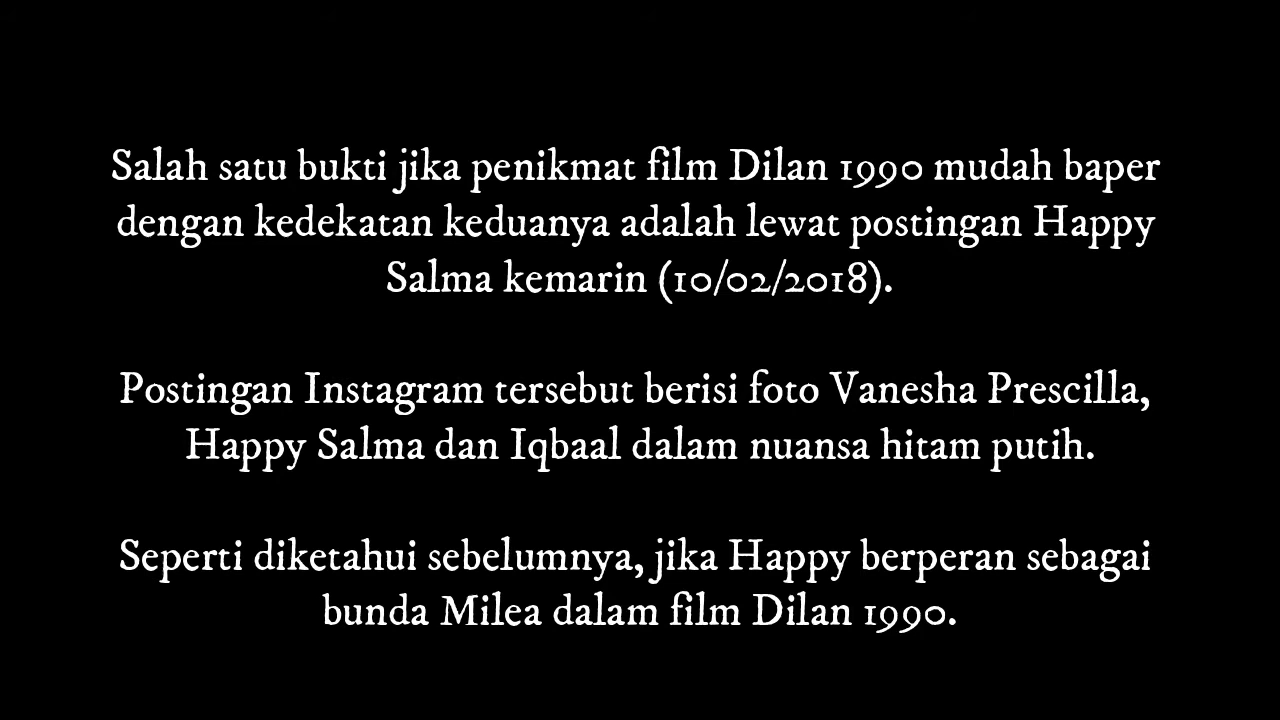 Salah satu bukti jika penikmat film Dilan 1990 mudah baper
dengan kedekatan keduanya adalah lewat postingan Happy
Salma kemarin (10/02/2018).
Postingan Instagram tersebut berisi foto Vanesha Prescilla,
Happy Salma dan Iqbaal dalam nuansa hitam putih.
Seperti diketahui sebelumnya, jika Happy berperan sebagai
bunda Milea dalam film Dilan 1990.